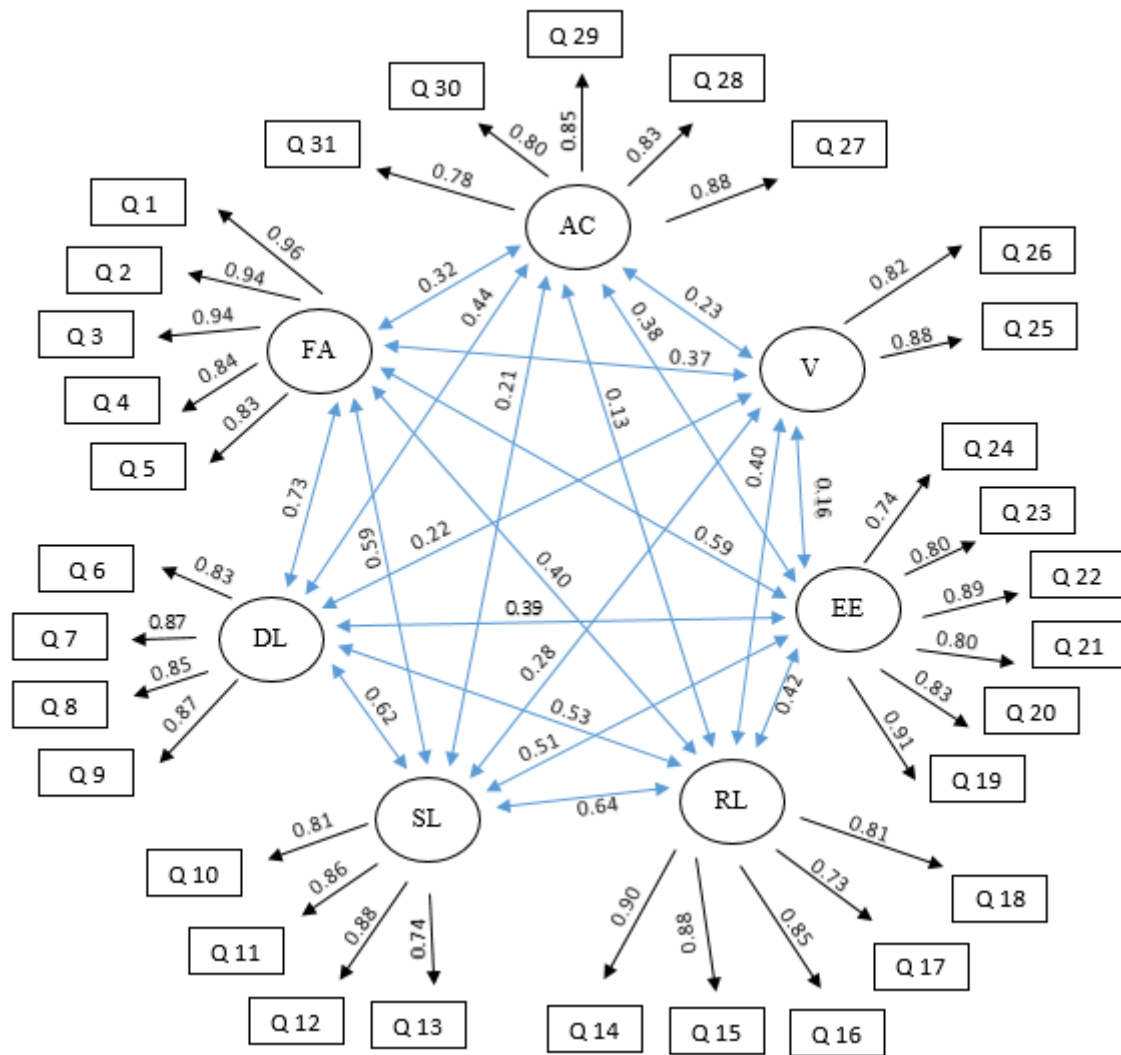 Q 29
Q 30
Q 28
Q 31
Q 27
0.85
0.80
0.83
0.78
0.88
Q 1
AC
0.96
Q 2
Q 26
0.94
0.32
0.44
0.23
0.82
Q 3
0.94
Q 25
0.38
FA
0.37
V
0.88
0.84
0.21
Q 4
0.13
0.83
Q 5
Q 24
0.40
0.73
0.16
0.74
Q 23
0.59
0.22
0.59
0.80
Q 6
0.83
0.40
Q 22
0.39
EE
0.89
Q 7
0.87
DL
Q 21
0.80
0.85
0.28
Q 8
0.87
0.62
0.53
0.42
0.83
Q 20
0.51
0.91
Q 9
Q 19
SL
0.64
RL
0.81
0.81
Q 10
0.86
0.73
Q 18
0.88
0.74
0.90
0.88
0.85
Q 11
Q 17
Q 12
Q 13
Q 14
Q 15
Q 16